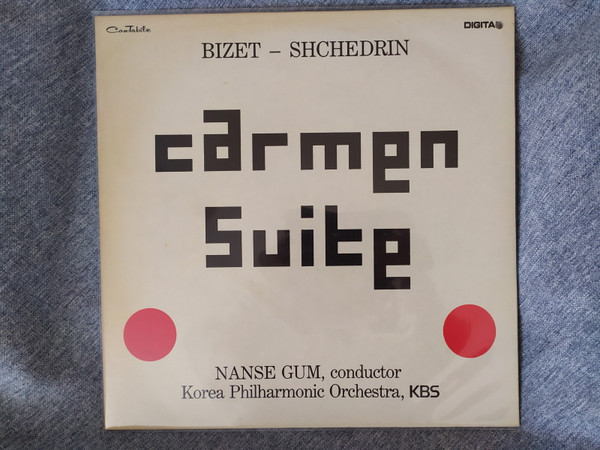 Cantabile
DIGITAL
BIZET – SHCHEDRIN
carmen
Suite
NANSE GUM, conductor
Korea Philharmonic Orchestra, KBS